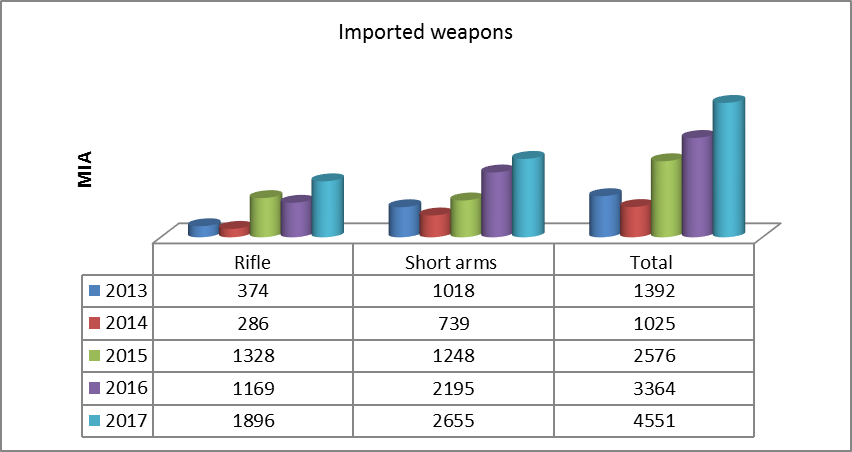 Imported weapons
MIA
Rifle Short arms Total
2013 374 1018 1392
2014 286 739 1025
2015 1328 1248 2576
2016 1169 2195 3364
2017 1896 2655 4551